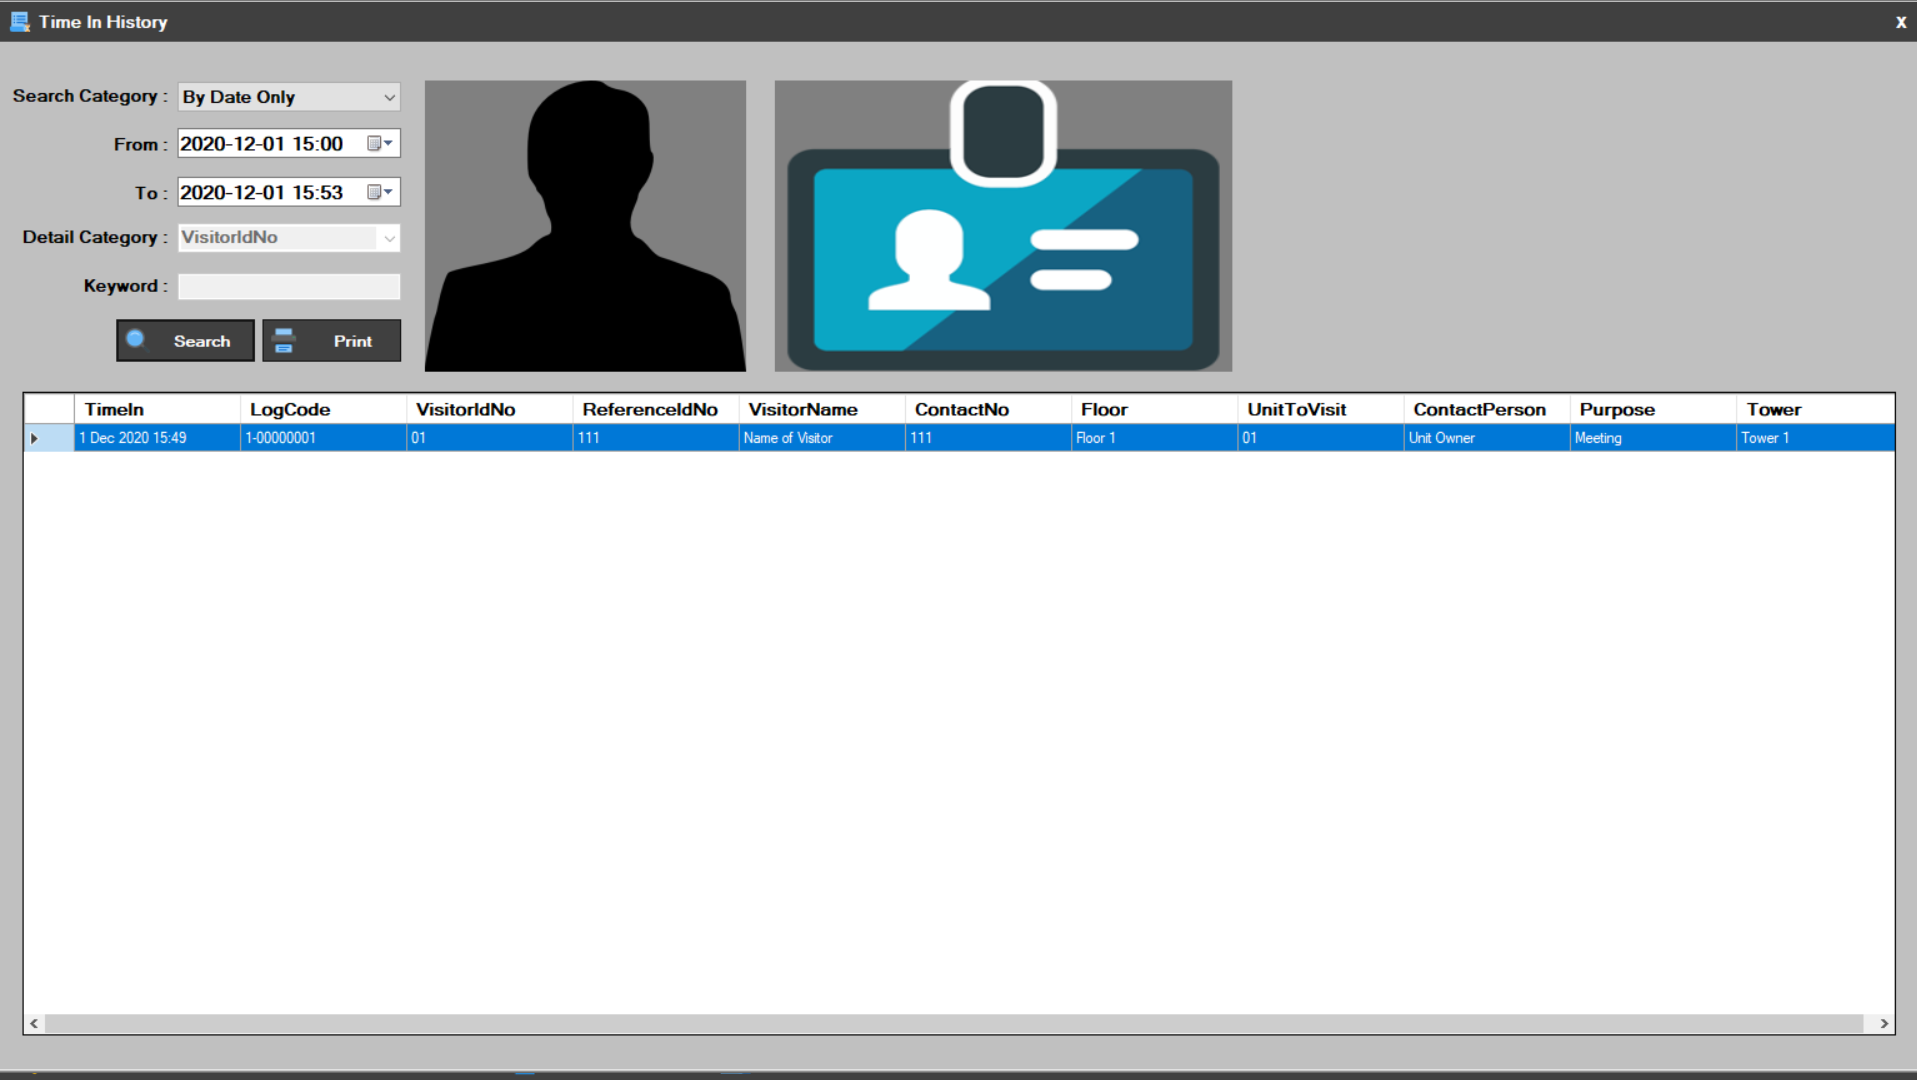 Time In History
x
Search Category : By Date Only
From : 2020-12-01 15:00
To : 2020-12-01 15:53
Detail Category : VisitorIdNo
Keyword :
Search Print
TimeIn LogCode VisitorIdNo ReferenceIdNo VisitorName ContactNo Floor UnitToVisit ContactPerson Purpose Tower
1 Dec 2020 15:49 1-00000001 01 111 Name of Visitor 111 Floor 1 01 Unit Owner Meeting Tower 1